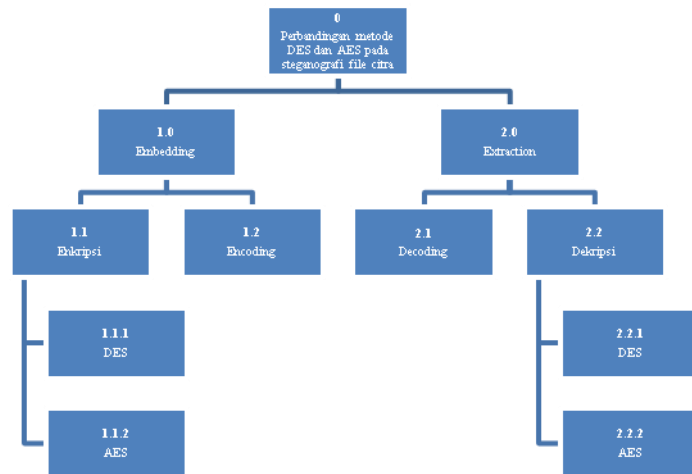 0
Perbandingan metode
DES dan AES pada
steganografi file citra
1.0
Embedding
2.0
Extraction
1.1
Enkripsi
1.2
Encoding
2.1
Decoding
2.2
Dekripsi
1.1.1
DES
2.2.1
DES
1.1.2
AES
2.2.2
AES